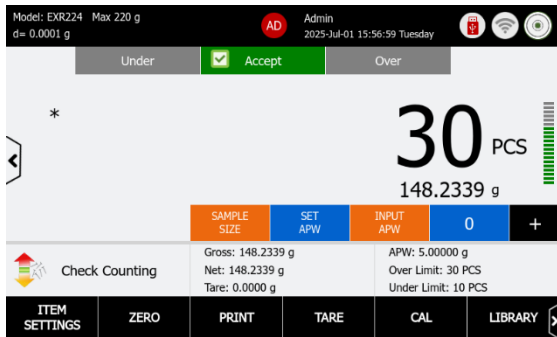 Model: EXR224 Max 220 g
d= 0.0001 g
AD
Admin
2025-Jul-01 15:56:59 Tuesday
Under
Accept
Over
*
30 PCS
148.2339 g
SAMPLE
SIZE
SET
APW
INPUT
APW
0
+
Check Counting
Gross: 148.2339 g
Net: 148.2339 g
Tare: 0.0000 g
APW: 5.00000 g
Over Limit: 30 PCS
Under Limit: 10 PCS
ITEM
SETTINGS
ZERO
PRINT
TARE
CAL
LIBRARY